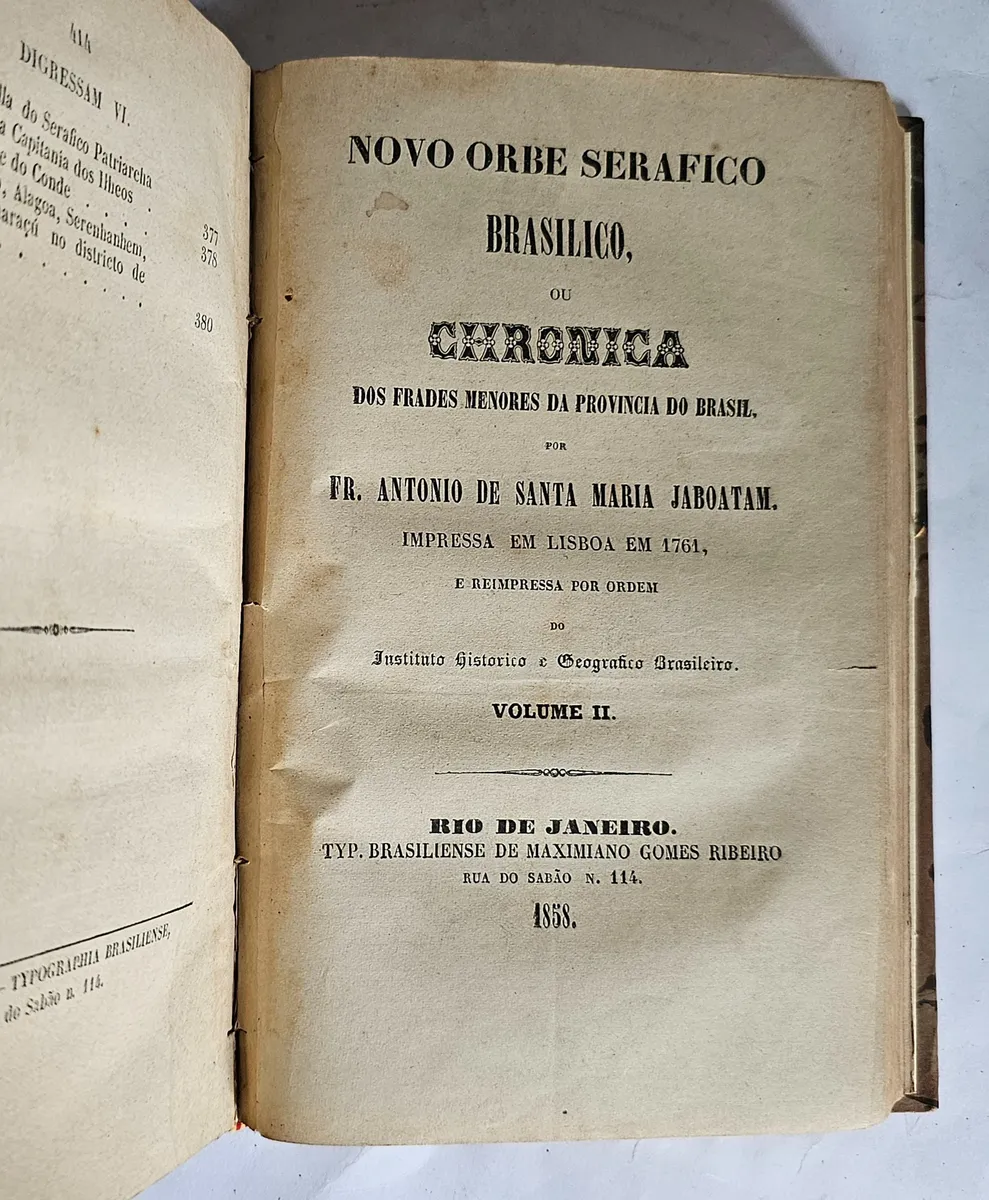 414
DIGRESSAM VI.
do Serafico Patriarcha
Capitania dos Ilheos .
e do Conde . . . . 377
Alagoa, Serenhanhem, 378
no districto de
. . . . . . 380
— TYPOGRAPHIA BRASILIENSE,
do Sabão n. 114.
NOVO ORBE SERAFICO
BRASILICO,
OU
CHRONICA
DOS FRADES MENORES DA PROVINCIA DO BRASIL,
POR
FR. ANTONIO DE SANTA MARIA JABOATAM.
IMPRESSA EM LISBOA EM 1761,
E REIMPRESSA POR ORDEM
DO
Instituto Historico e Geografico Brasileiro.
VOLUME II.
RIO DE JANEIRO.
TYP. BRASILIENSE DE MAXIMIANO GOMES RIBEIRO
RUA DO SABÃO N. 114.
1858.